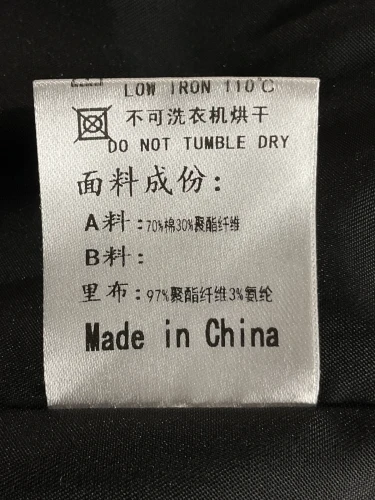 LOW IRON 110℃
不可洗衣机烘干
DO NOT TUMBLE DRY
面料成份:
A料:70%棉30%聚酯纤维
B料:
里布:97%聚酯纤维3%氨纶
Made in China